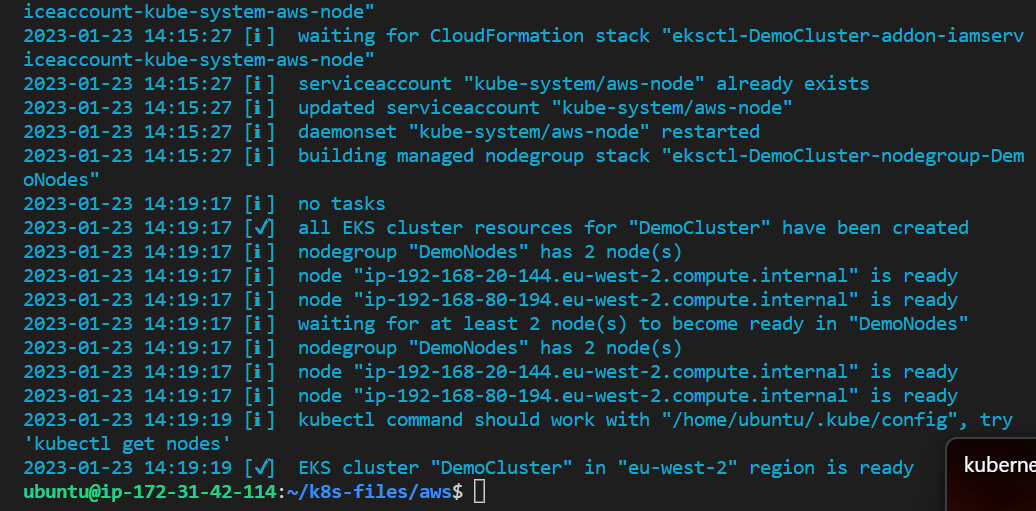 iceaccount-kube-system-aws-node"
2023-01-23 14:15:27 [ℹ]  waiting for CloudFormation stack "eksctl-DemoCluster-addon-iamserv
iceaccount-kube-system-aws-node"
2023-01-23 14:15:27 [ℹ]  serviceaccount "kube-system/aws-node" already exists
2023-01-23 14:15:27 [ℹ]  updated serviceaccount "kube-system/aws-node"
2023-01-23 14:15:27 [ℹ]  daemonset "kube-system/aws-node" restarted
2023-01-23 14:15:27 [ℹ]  building managed nodegroup stack "eksctl-DemoCluster-nodegroup-Dem
oNodes"
2023-01-23 14:19:17 [ℹ]  no tasks
2023-01-23 14:19:17 [✔]  all EKS cluster resources for "DemoCluster" have been created
2023-01-23 14:19:17 [ℹ]  nodegroup "DemoNodes" has 2 node(s)
2023-01-23 14:19:17 [ℹ]  node "ip-192-168-20-144.eu-west-2.compute.internal" is ready
2023-01-23 14:19:17 [ℹ]  node "ip-192-168-80-194.eu-west-2.compute.internal" is ready
2023-01-23 14:19:17 [ℹ]  waiting for at least 2 node(s) to become ready in "DemoNodes"
2023-01-23 14:19:17 [ℹ]  nodegroup "DemoNodes" has 2 node(s)
2023-01-23 14:19:17 [ℹ]  node "ip-192-168-20-144.eu-west-2.compute.internal" is ready
2023-01-23 14:19:17 [ℹ]  node "ip-192-168-80-194.eu-west-2.compute.internal" is ready
2023-01-23 14:19:19 [ℹ]  kubectl command should work with "/home/ubuntu/.kube/config", try
'kubectl get nodes'
2023-01-23 14:19:19 [✔]  EKS cluster "DemoCluster" in "eu-west-2" region is ready
ubuntu@ip-172-31-42-114:~/k8s-files/aws$
kuberne